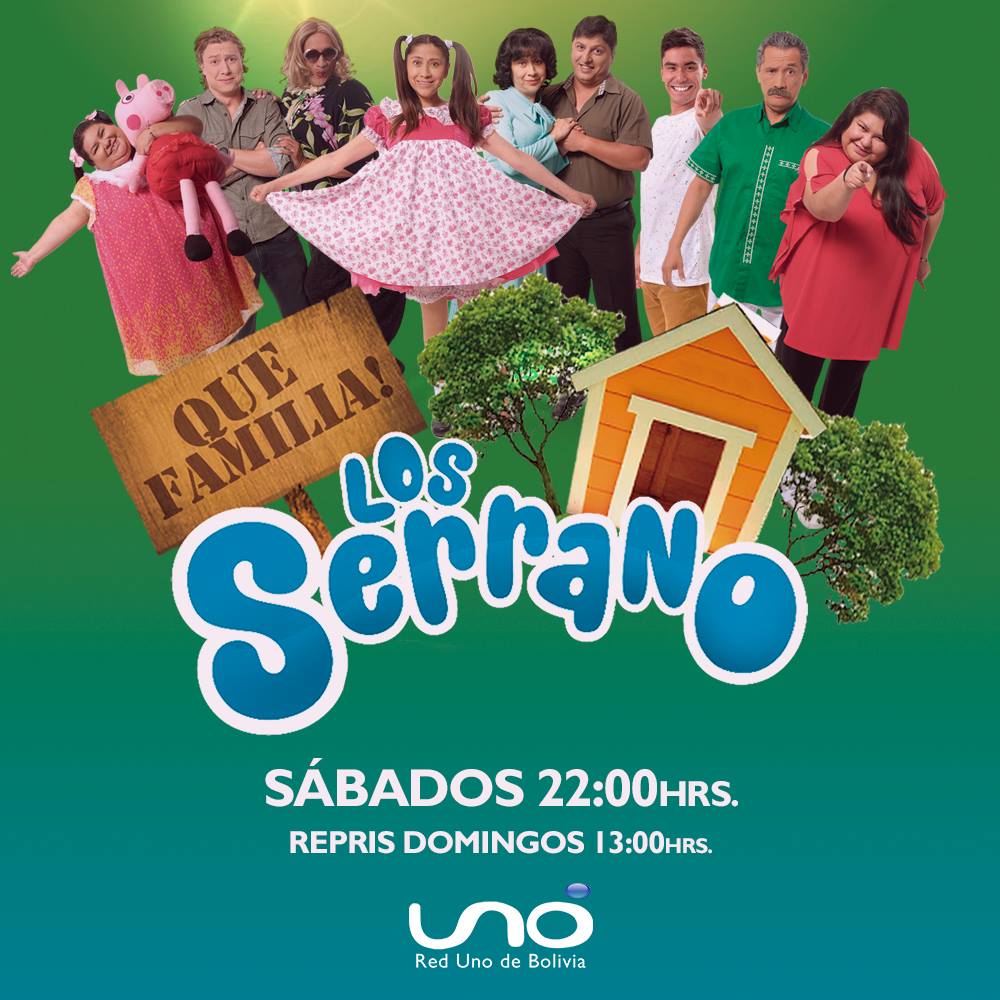 QUE
FAMILIA!
LOS
Serrano
SÁBADOS 22:00HRS.
REPRIS DOMINGOS 13:00HRS.
UNO
Red Uno de Bolivia